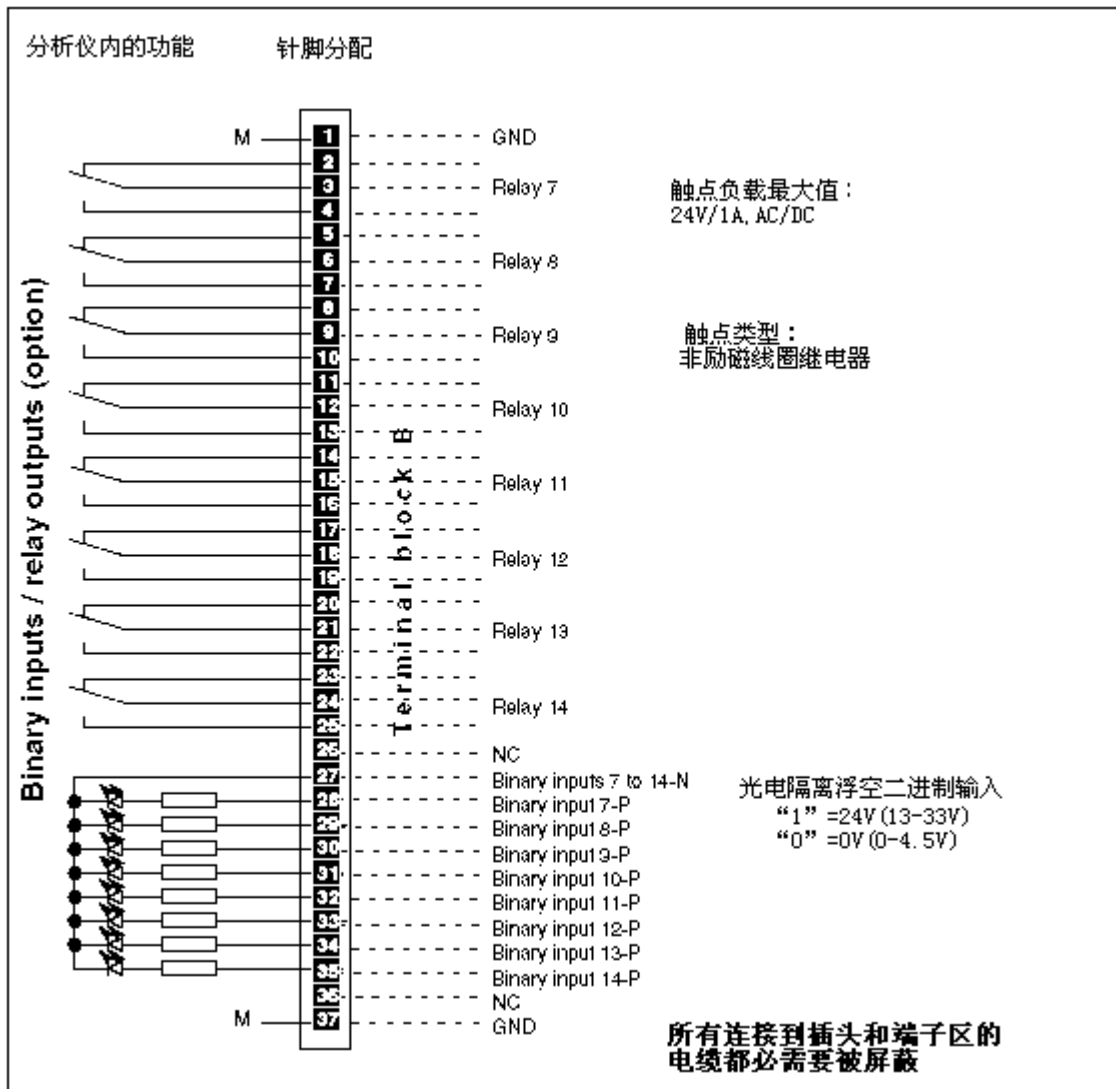 分析仪内的功能
针脚分配
Binary inputs / relay outputs (option)
M
1
GND
2
3
Relay 7
4
触点负载最大值：
24V/1A, AC/DC
5
6
Relay 8
7
8
9
Relay 9
10
触点类型：
非励磁线圈继电器
11
12
Relay 10
13
14
15
Relay 11
16
17
18
Relay 12
19
20
21
Relay 13
22
23
24
Relay 14
25
Terminal block B
26
NC
27
Binary inputs 7 to 14-N
28
Binary input 7-P
29
Binary input 8-P
30
Binary input 9-P
31
Binary input 10-P
32
Binary input 11-P
33
Binary input 12-P
34
Binary input 13-P
35
Binary input 14-P
36
NC
M
37
GND
光电隔离浮空二进制输入
“1”=24V(13-33V)
“0”=0V(0-4.5V)
所有连接到插头和端子区的
电缆都必需要被屏蔽